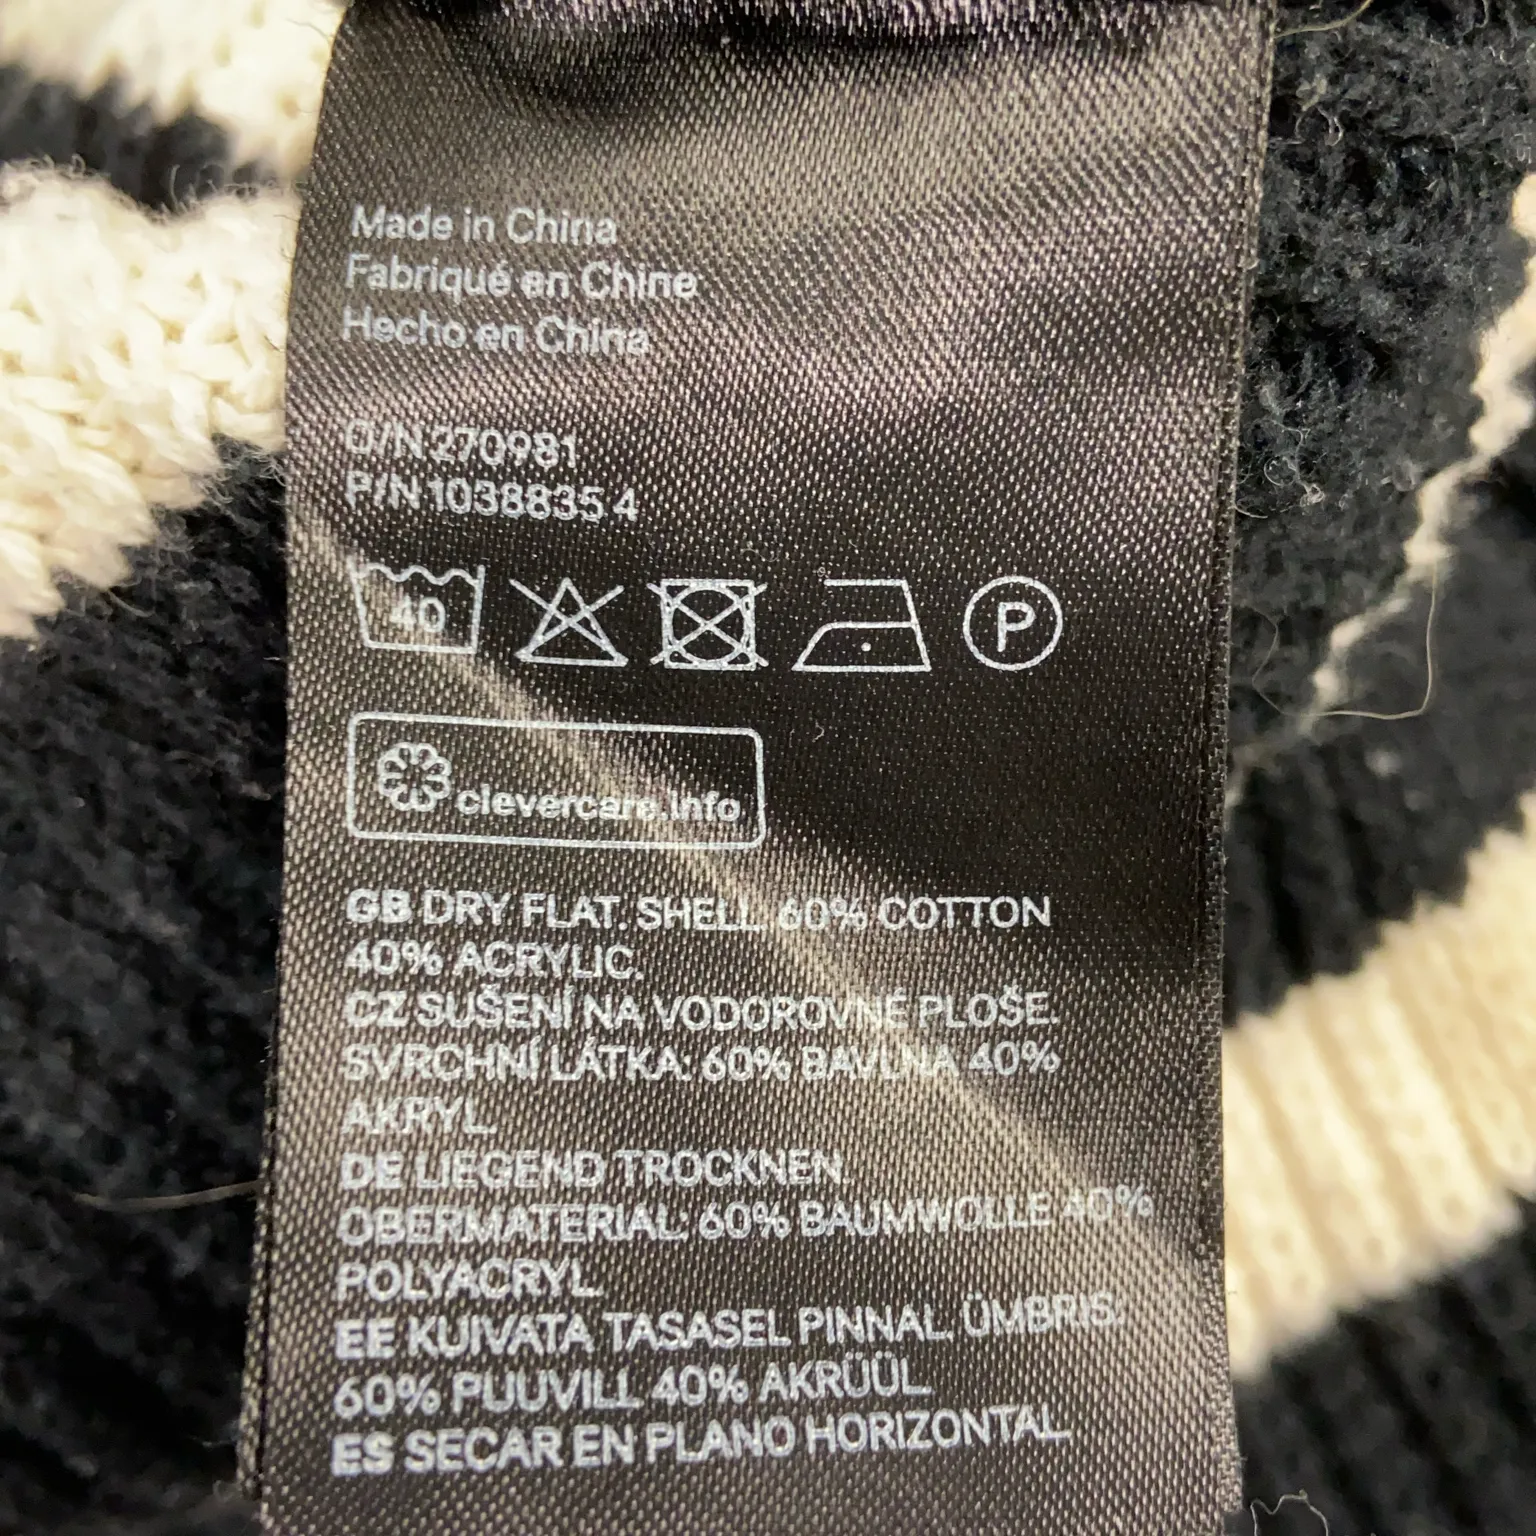 Made in China
Fabriqué en Chine
Hecho en China
O/N 270981
P/N 1038835 4
40
P
clevercare.info
GB DRY FLAT. SHELL 60% COTTON
40% ACRYLIC.
CZ SUŠENÍ NA VODOROVNÉ PLOŠE.
SVRCHNÍ LÁTKA: 60% BAVLNA 40%
AKRYL
DE LIEGEND TROCKNEN.
OBERMATERIAL: 60% BAUMWOLLE 40%
POLYACRYL
EE KUIVATA TASASEL PINNAL. ÜMBRIS:
60% PUUVILL 40% AKRÜÜL
ES SECAR EN PLANO HORIZONTAL